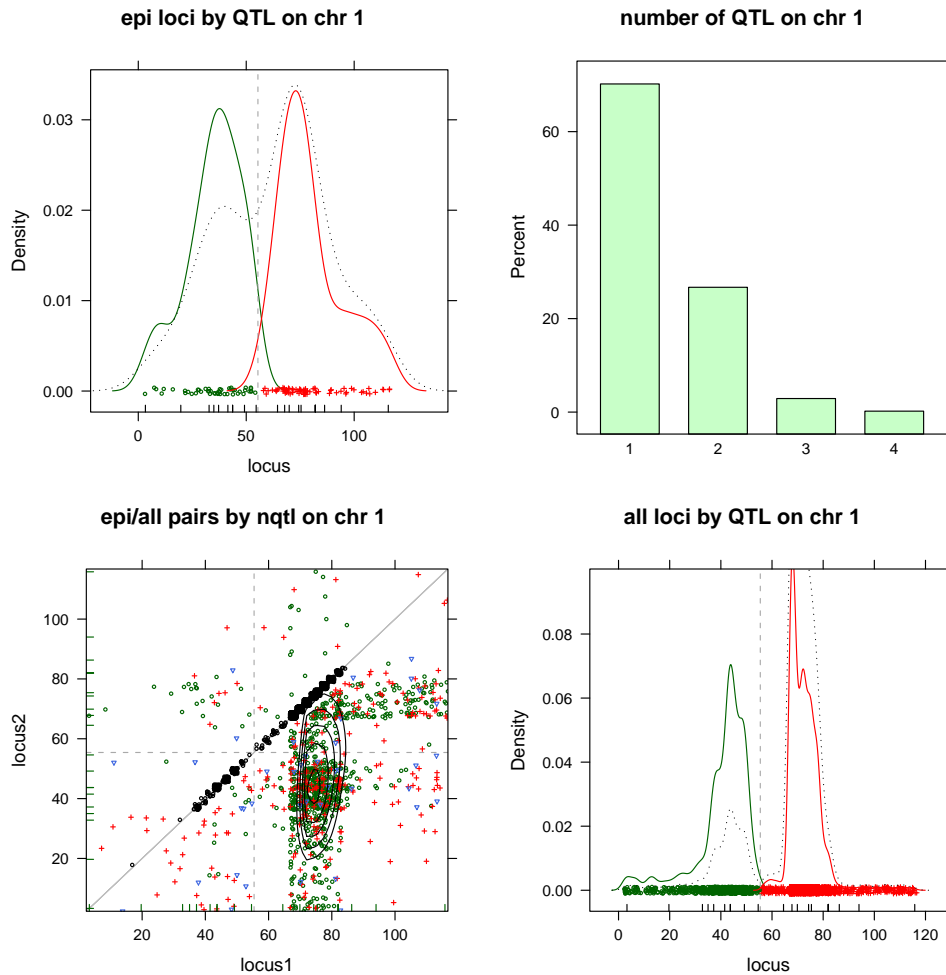 epi loci by QTL on chr 1
0.03
0.02
0.01
0.00
Density
0 50 100
locus
number of QTL on chr 1
60
40
20
0
Percent
1 2 3 4
epi/all pairs by nqtl on chr 1
100
80
60
40
20
locus2
20 40 60 80 100
locus1
all loci by QTL on chr 1
0.08
0.06
0.04
0.02
0.00
Density
0 20 40 60 80 100 120
locus